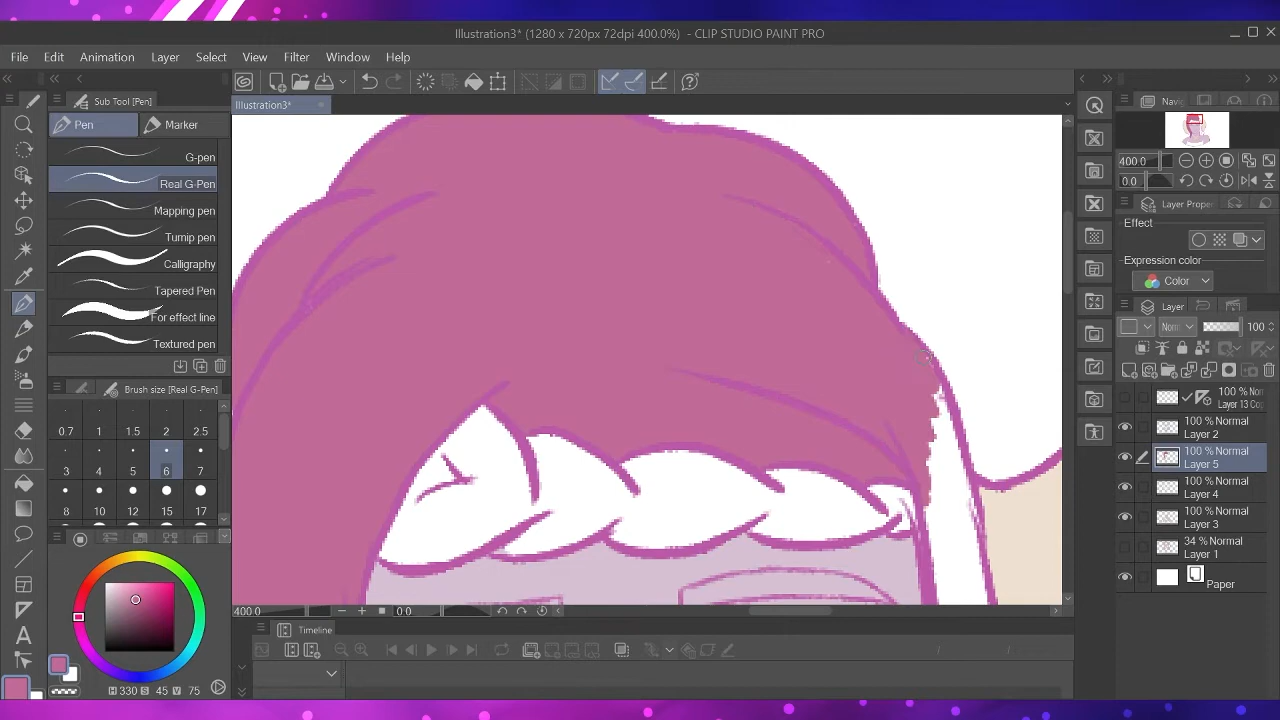 Illustration3* (1280 x 720px 72dpi 400.0%) - CLIP STUDIO PAINT PRO
File Edit Animation Layer Select View Filter Window Help
Sub Tool [Pen]
Illustration3*
Pen Marker
G-pen
Real G-Pen
Mapping pen
Turnip pen
Calligraphy
Tapered Pen
For effect line
Textured pen
Brush size [Real G-Pen]
0.7 1 1.5 2 2.5
3 4 5 6 7
8 10 12 15 17
H 330 S 45 V 75
400.0 0.0
Timeline
Navi
400.0
0.0
Layer Proper
Effect
Expression color
Color
Layer
Norm 100
100 % Norm
Layer 13 Cop
100 % Normal
Layer 2
100 % Normal
Layer 5
100 % Normal
Layer 4
100 % Normal
Layer 3
34 % Normal
Layer 1
Paper